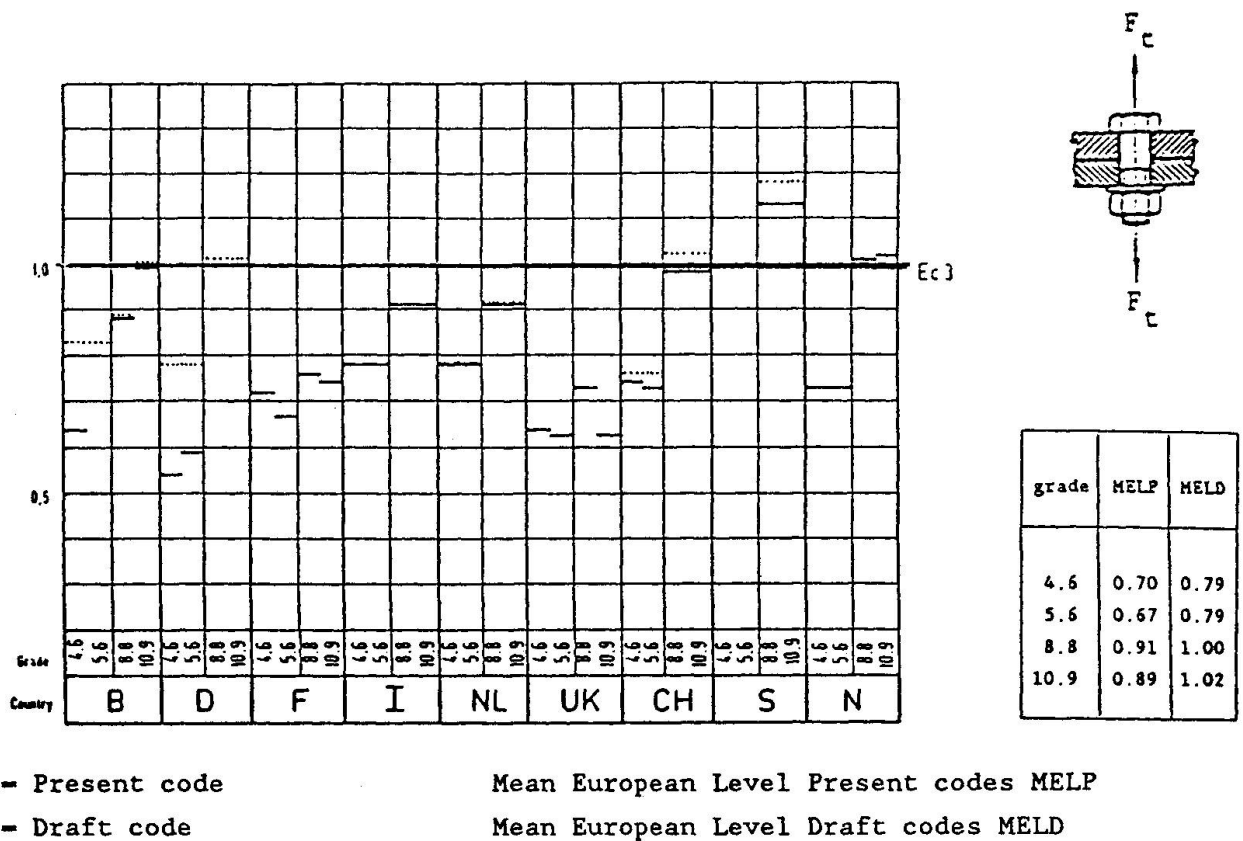 F t
1,0
Ec3
F t
0,5
grade MELP MELD
4.6 0.70 0.79
5.6 0.67 0.79
8.8 0.91 1.00
10.9 0.89 1.02
Grade 4.6 5.6 8.8 10.9 4.6 5.6 8.8 10.9 4.6 5.6 8.8 10.9 4.6 5.6 8.8 10.9 4.6 5.6 8.8 10.9 4.6 5.6 8.8 10.9 4.6 5.6 8.8 10.9 4.6 5.6 8.8 10.9 4.6 5.6 8.8 10.9
Country B D F I NL UK CH S N
- Present code Mean European Level Present codes MELP
- Draft code Mean European Level Draft codes MELD